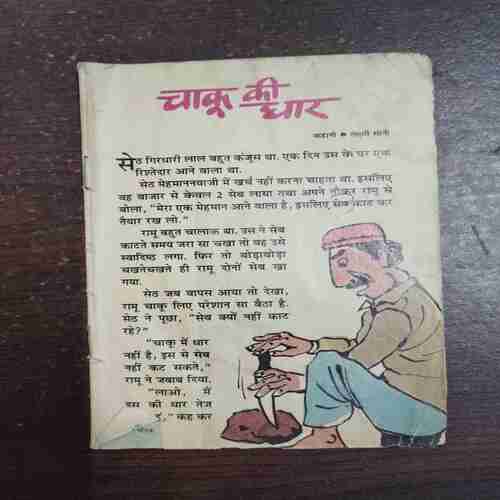 चाकू की धार
कहानी
सेठ गिरधारी लाल बहुत कंजूस था. एक दिन उस के घर एक
रिश्तेदार आने वाला था.
सेठ मेहमाननवाजी में खर्च नहीं करना चाहता था, इसलिए
वह बाजार से केवल 2 सेब लाया तथा अपने नौकर रामू से
बोला, "मेरा एक मेहमान आने वाला है, इसलिए सेब काट कर
तैयार रख लो."
रामू बहुत चालाक था. उस ने सेब
काटते समय जरा सा चखा तो वह उसे
स्वादिष्ठ लगा. फिर तो थोड़ाथोड़ा
चखतेचखते ही रामू दोनों सेब खा
गया.
सेठ जब वापस आया तो देखा,
रामू चाकू लिए परेशान सा बैठा है.
सेठ ने पूछा, "सेब क्यों नहीं काट
रहे?"
"चाकू में धार
नहीं है, इस से सेब
नहीं कट सकते,"
रामू ने जवाब दिया.
"लाओ, मैं
इस की धार तेज
कह कर